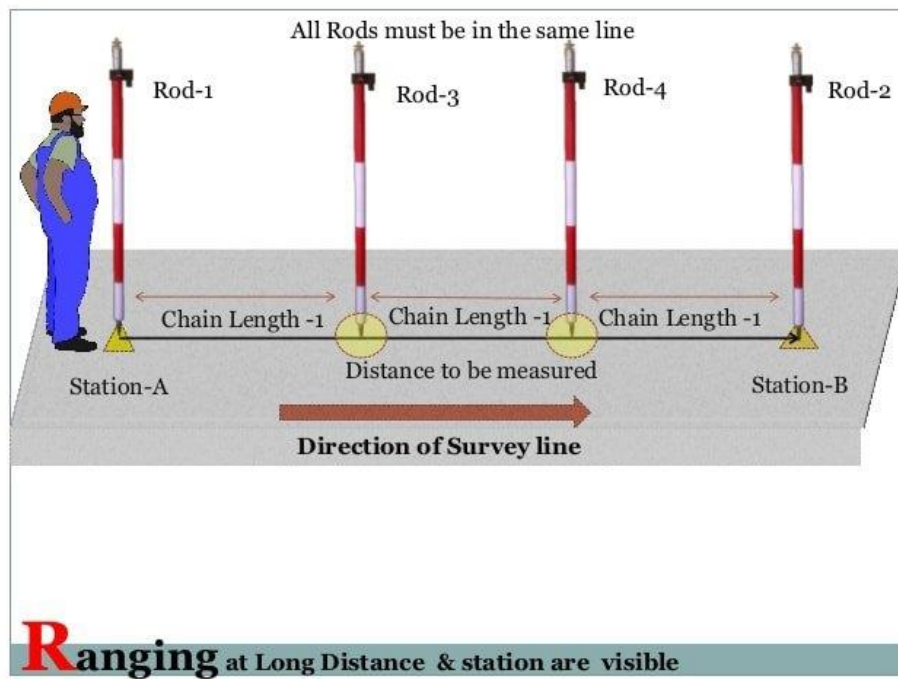 All Rods must be in the same line
Rod-1
Rod-3
Rod-4
Rod-2
Chain Length -1
Chain Length -1
Chain Length -1
Distance to be measured
Station-A
Station-B
Direction of Survey line
Ranging at Long Distance & station are visible